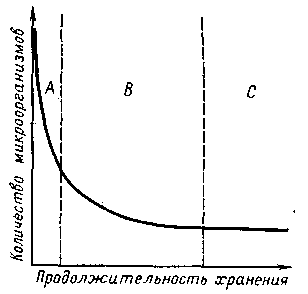 Количество микроорганизмов
A
B
C
Продолжительность хранения